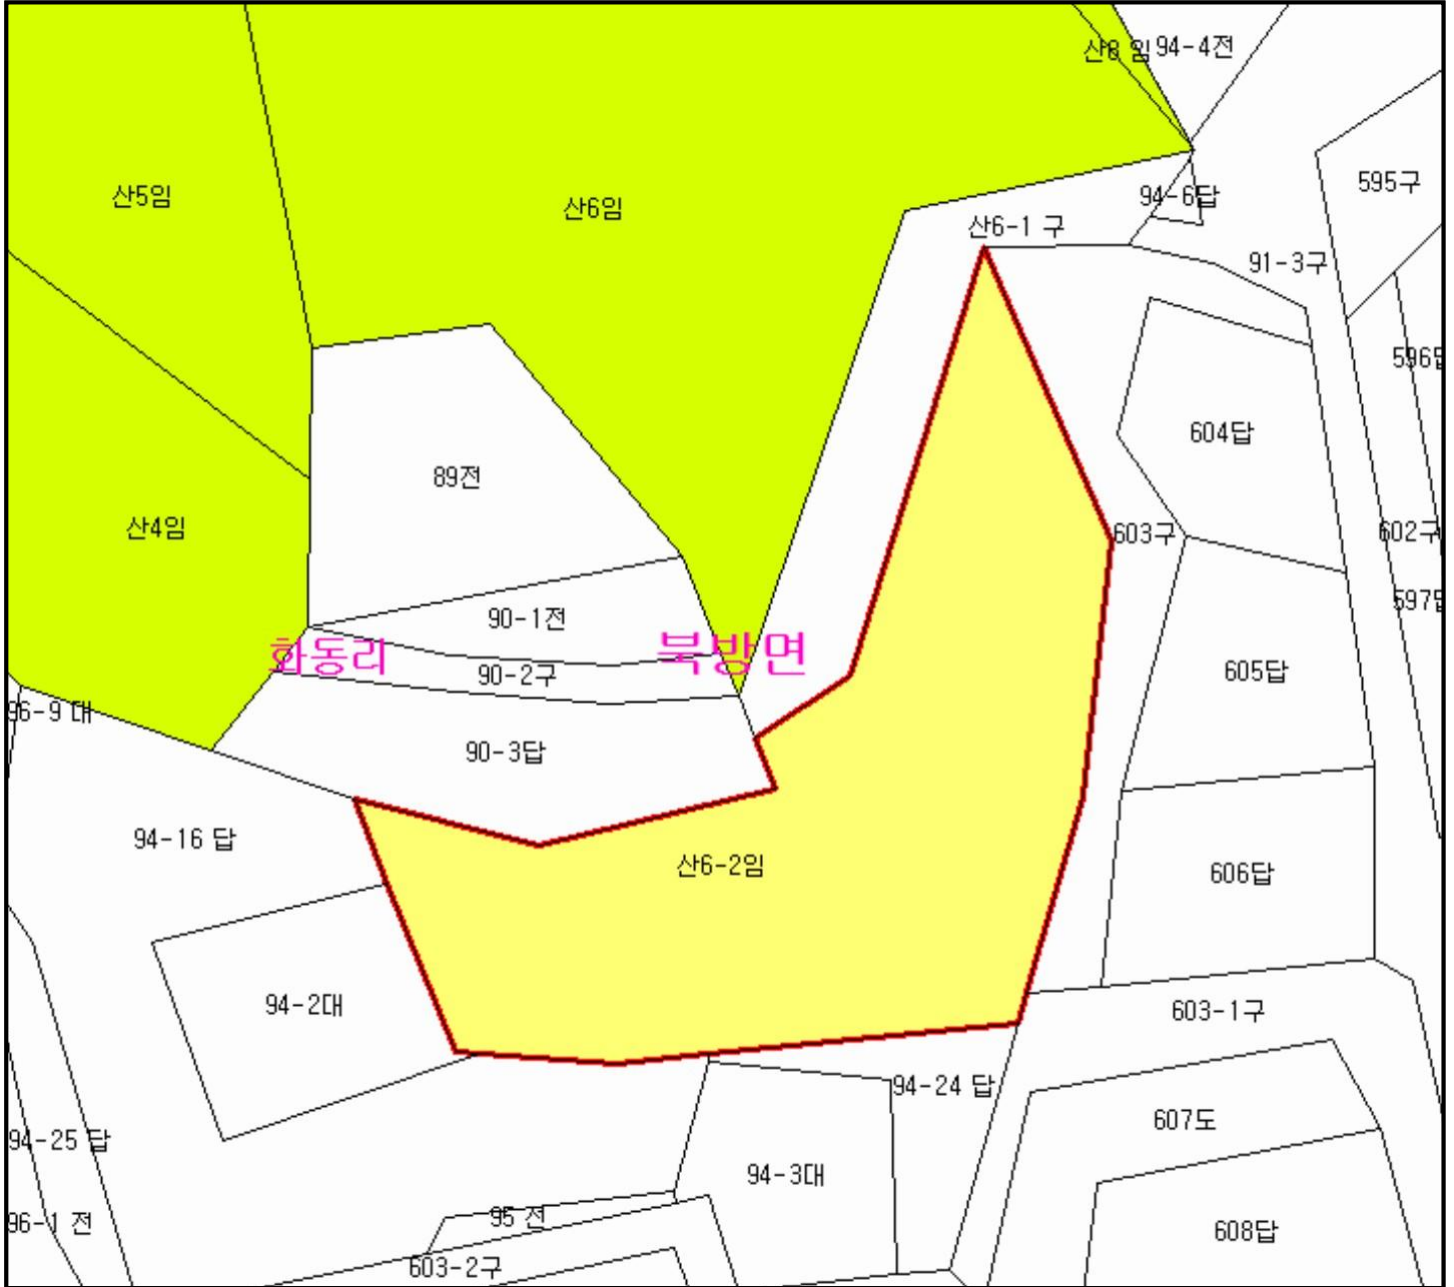 산8 임
94-4전
산5임
산6임
94-6답
595구
산6-1 구
91-3구
596답
604답
89전
산4임
603구
602구
597답
90-1전
화동리
북방면
90-2구
605답
96-9 대
90-3답
94-16 답
산6-2임
606답
94-2대
603-1구
94-24 답
607도
94-25 답
94-3대
95 전
96-1 전
608답
603-2구